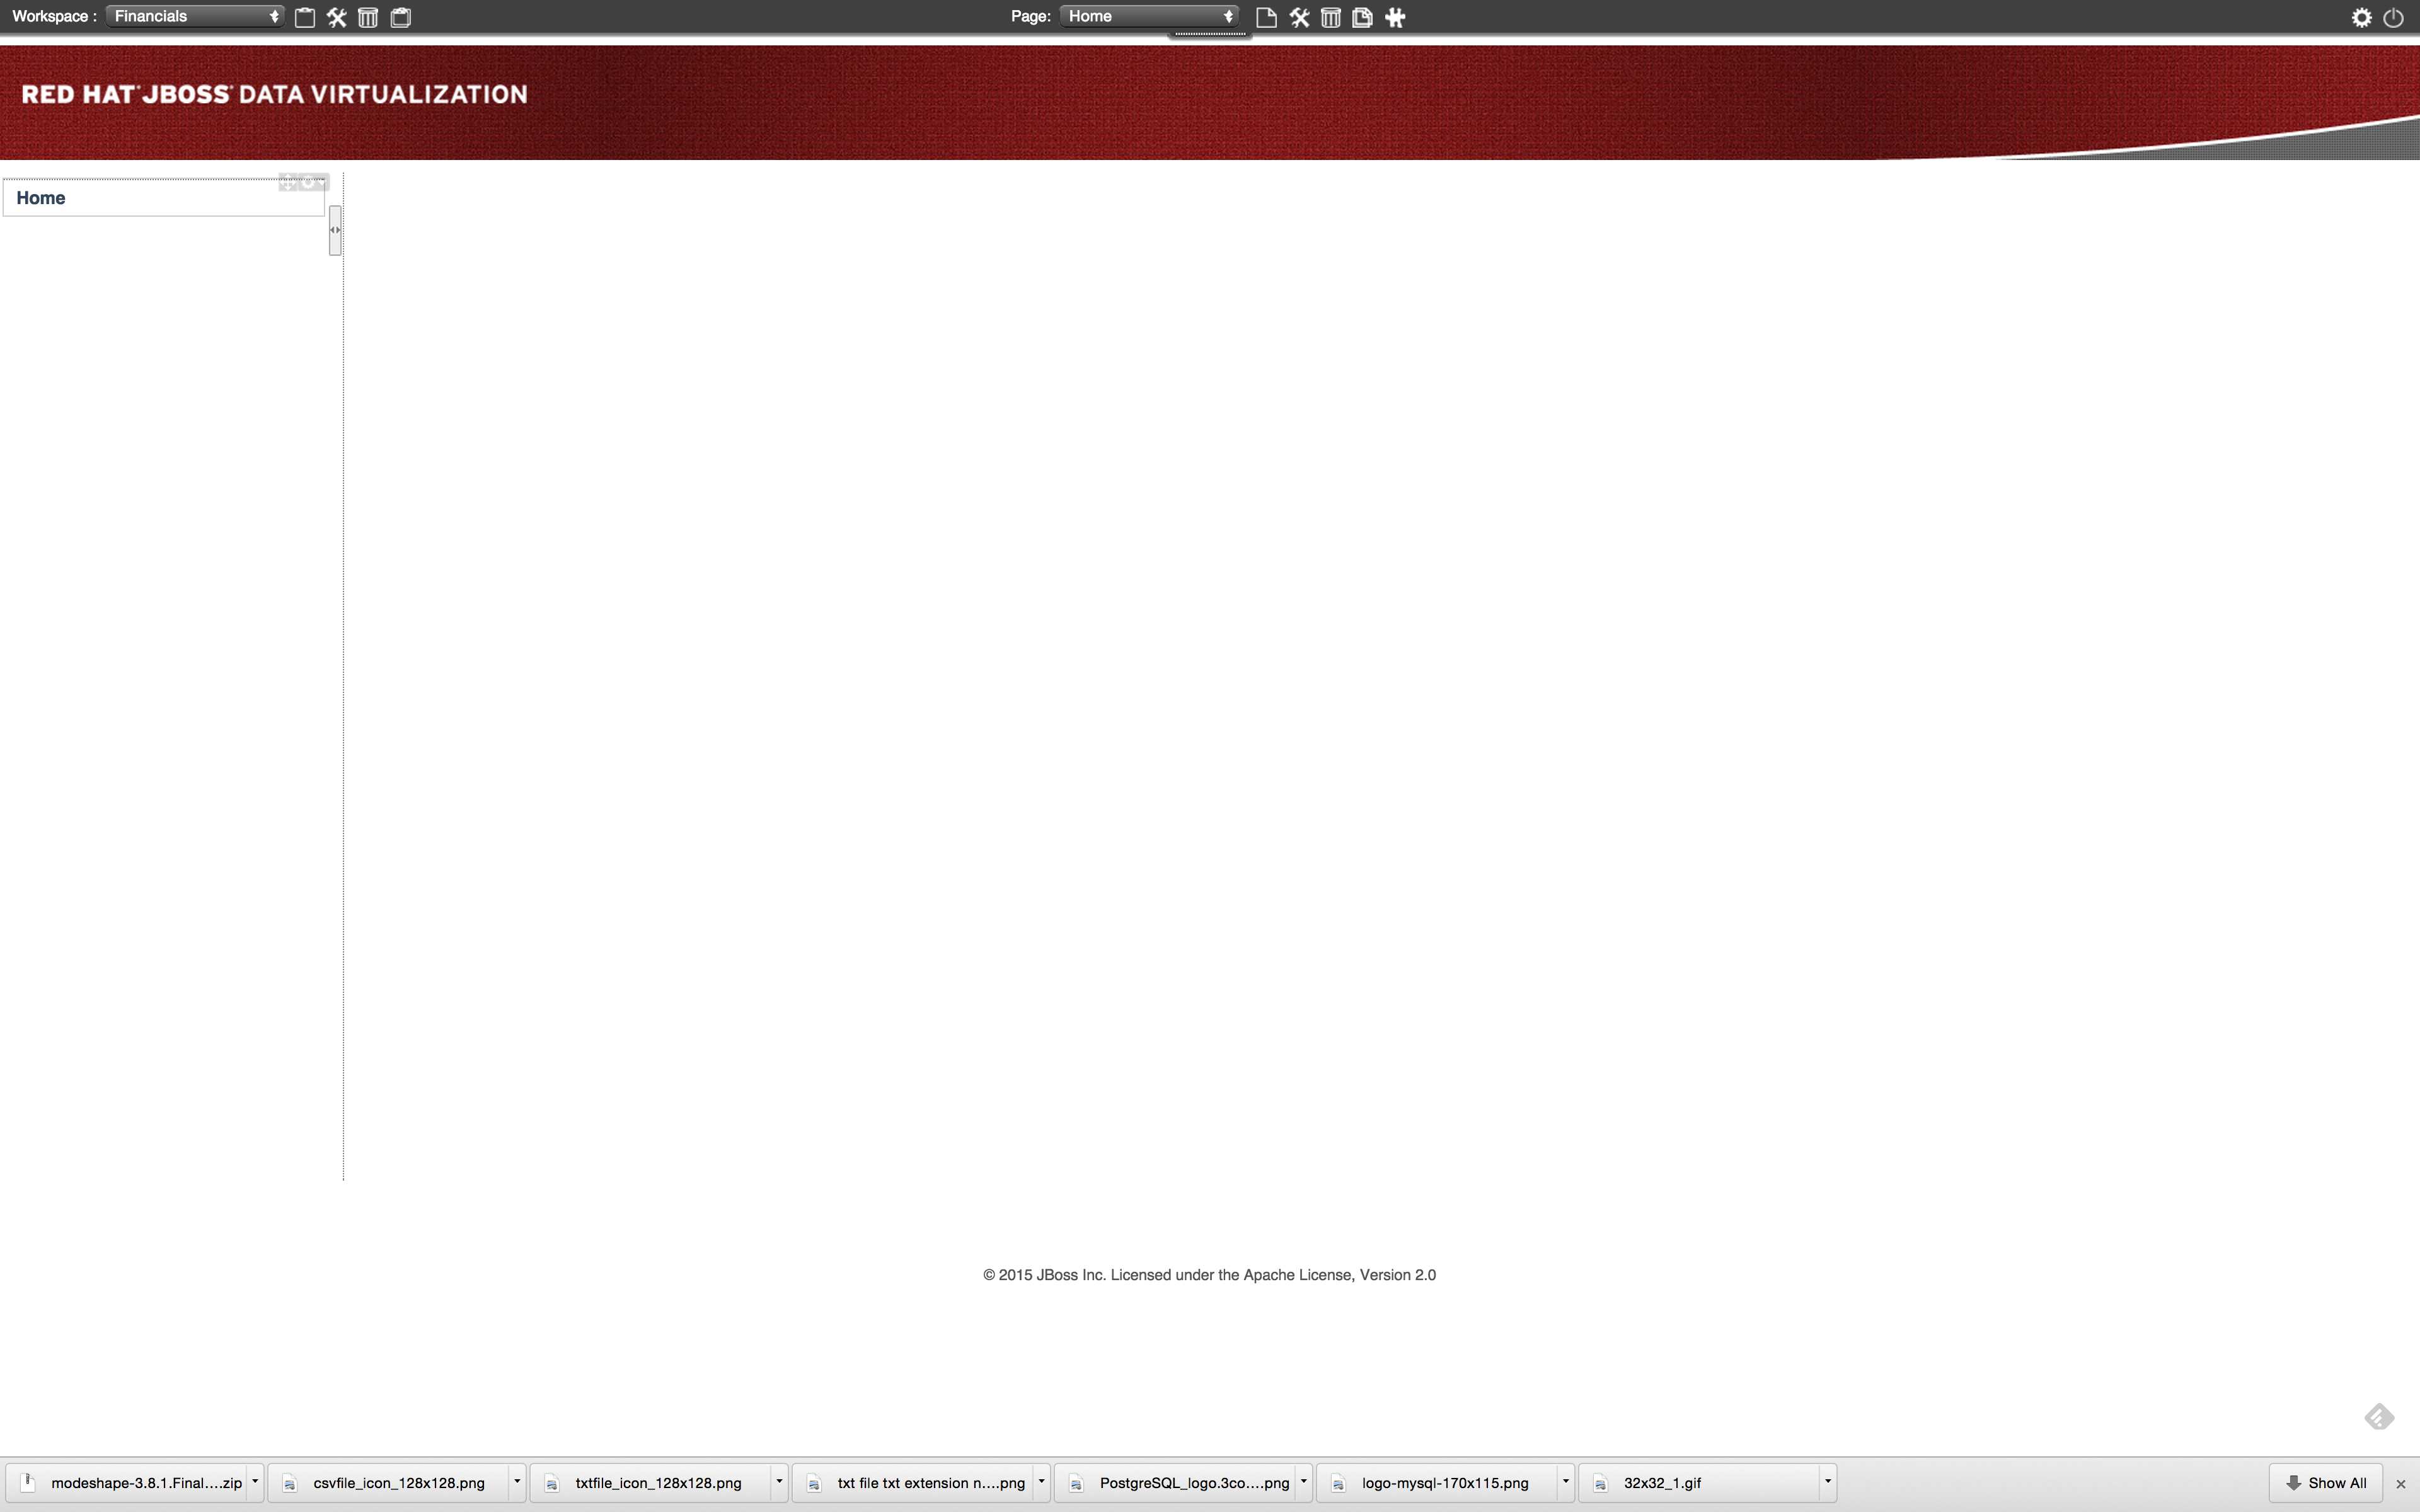 Workspace : Financials Page: Home
RED HAT® JBOSS® DATA VIRTUALIZATION
Home
© 2015 JBoss Inc. Licensed under the Apache License, Version 2.0
modeshape-3.8.1.Final....zip csvfile_icon_128x128.png txtfile_icon_128x128.png txt file txt extension n....png PostgreSQL_logo.3co....png logo-mysql-170x115.png 32x32_1.gif Show All